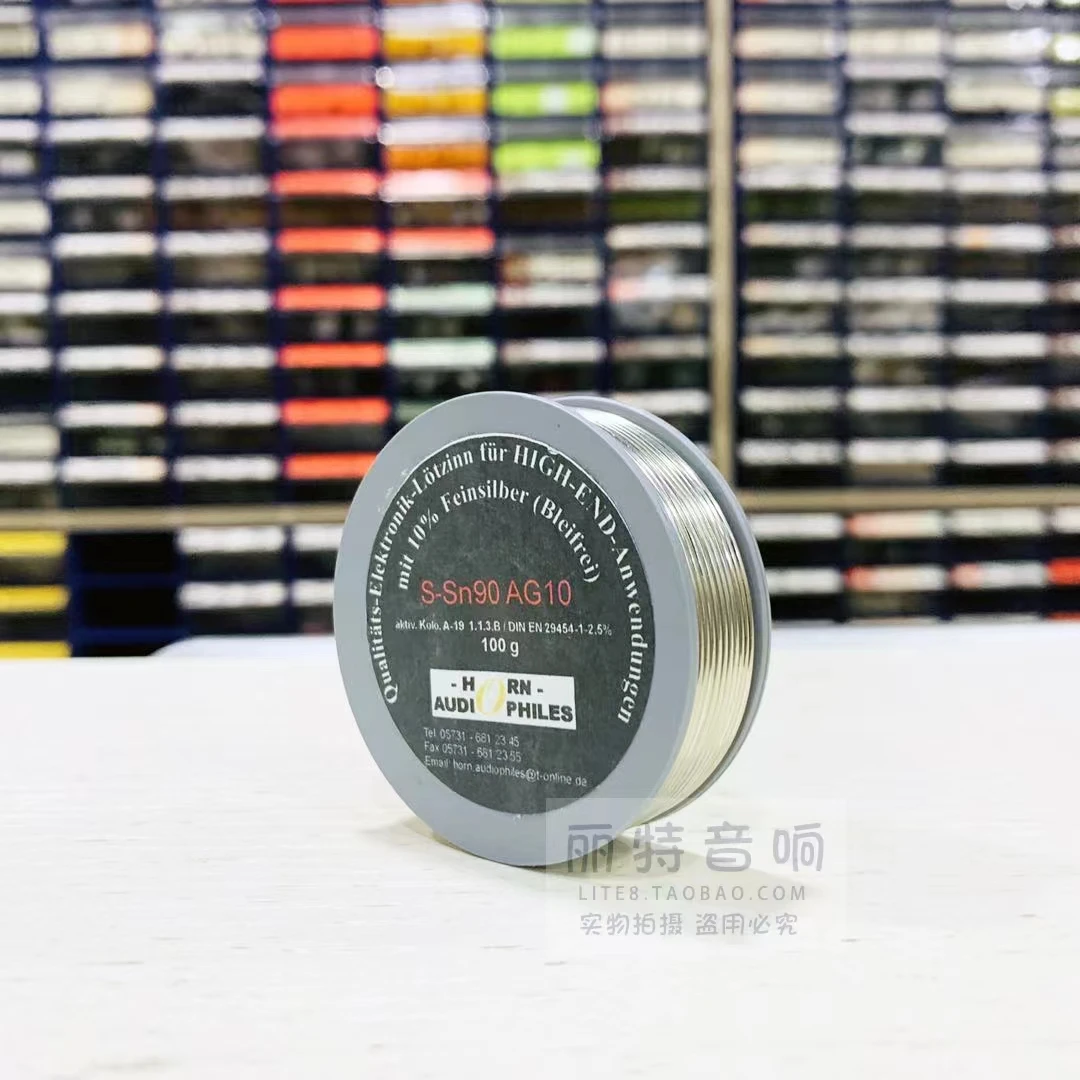 Qualitäts-Elektronik-Lötzinn für HIGH-END-Anwendungen
mit 10% Feinsilber (Bleifrei)
S-Sn90 AG10
aktiv. Kolo. A-19 1.1.3.B / DIN EN 29454-1-2.5%
100 g
- HORN -
AUDIOPHILES
Tel. 05731 - 681 23 45
Fax 05731 - 681 23 55
Email: horn.audiophiles@t-online.de
丽特音响
LITE8.TAOBAO.COM
实物拍摄 盗用必究